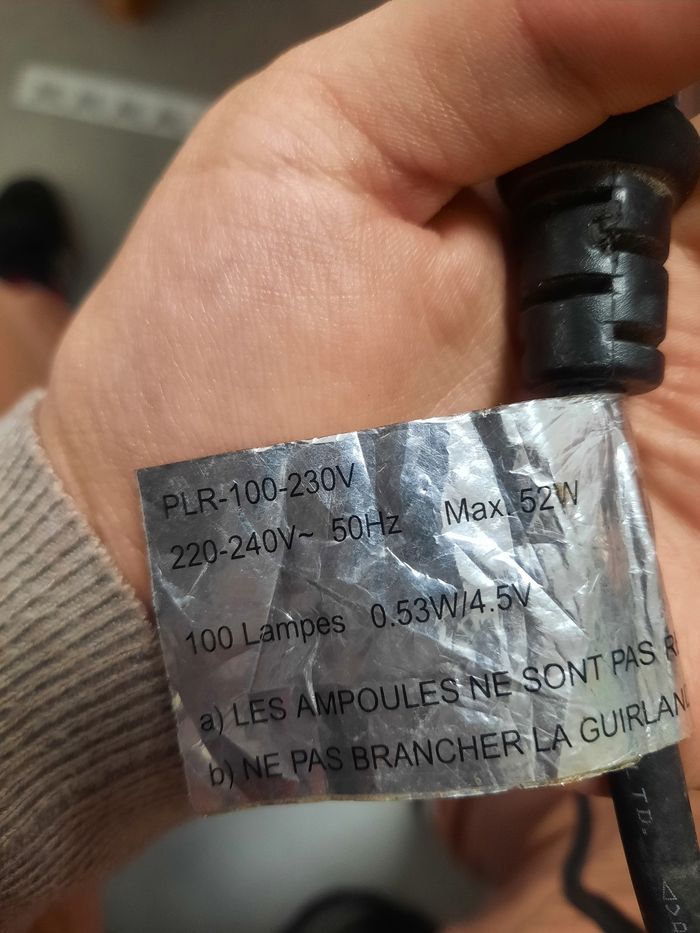 PLR-100-230V
220-240V~ 50Hz Max. 52W
100 Lampes 0.53W/4.5V
a) LES AMPOULES NE SONT PAS
b) NE PAS BRANCHER LA